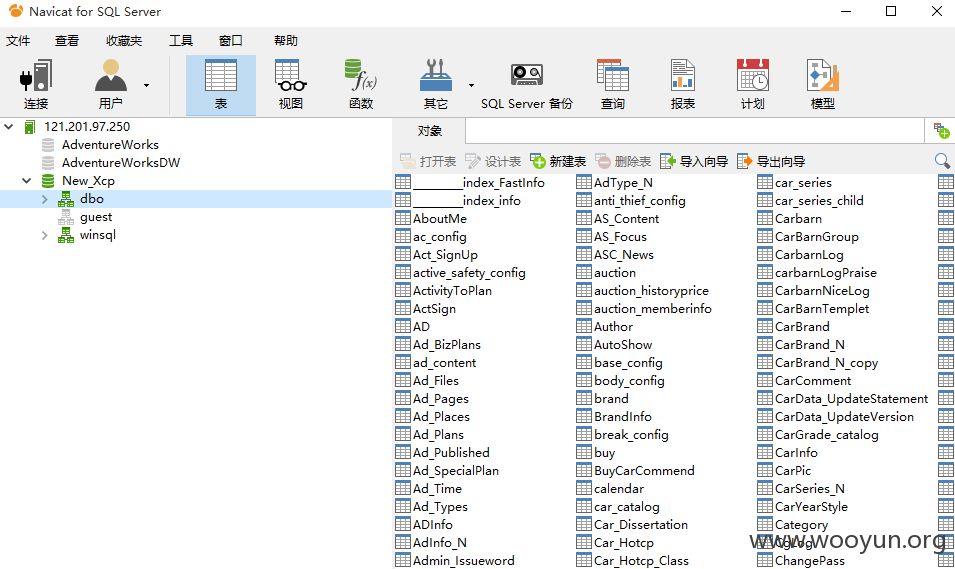 Navicat for SQL Server
文件 查看 收藏夹 工具 窗口 帮助
连接 用户 表 视图 函数 其它 SQL Server 备份 查询 报表 计划 模型
121.201.97.250
AdventureWorks
AdventureWorksDW
New_Xcp
dbo
guest
winsql
对象
打开表 设计表 新建表 删除表 导入向导 导出向导
_________index_FastInfo
_________index_info
AboutMe
ac_config
Act_SignUp
active_safety_config
ActivityToPlan
ActSign
AD
Ad_BizPlans
ad_content
Ad_Files
Ad_Pages
Ad_Places
Ad_Plans
Ad_Published
Ad_SpecialPlan
Ad_Time
Ad_Types
ADInfo
AdInfo_N
Admin_Issueword
AdType_N
anti_thief_config
AS_Content
AS_Focus
ASC_News
auction
auction_historyprice
auction_memberinfo
Author
AutoShow
base_config
body_config
brand
BrandInfo
break_config
buy
BuyCarCommend
calendar
car_catalog
Car_Dissertation
Car_Hotcp
Car_Hotcp_Class
car_series
car_series_child
Carbarn
CarBarnGroup
CarbarnLog
carbarnLogPraise
CarbarnNiceLog
CarBarnTemplet
CarBrand
CarBrand_N
CarBrand_N_copy
CarComment
CarData_UpdateStatement
CarData_UpdateVersion
CarGrade_catalog
CarInfo
CarPic
CarSeries_N
CarYearStyle
Category
ChangePass
www.wooyun.org